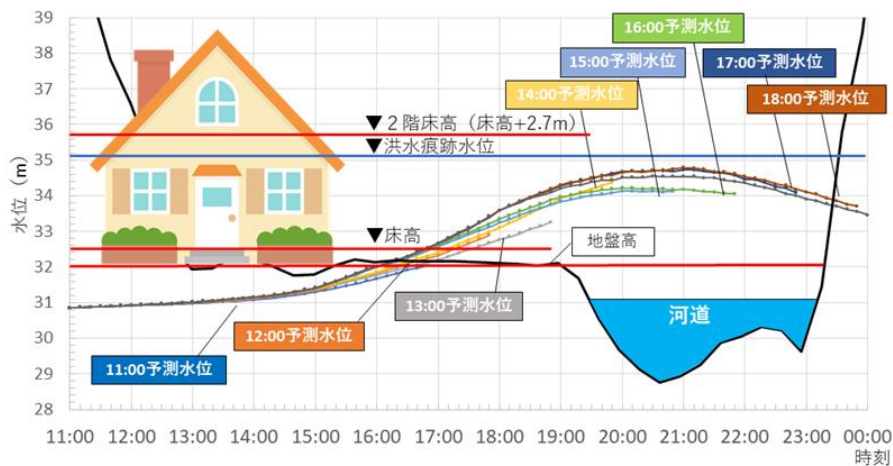 39
38
37
36
35
34
33
32
31
30
29
28
水位（m）
16:00予測水位
15:00予測水位
17:00予測水位
14:00予測水位
18:00予測水位
▼２階床高（床高+2.7m）
▼洪水痕跡水位
▼床高
地盤高
13:00予測水位
12:00予測水位
11:00予測水位
河道
11:00 12:00 13:00 14:00 15:00 16:00 17:00 18:00 19:00 20:00 21:00 22:00 23:00 00:00
時刻